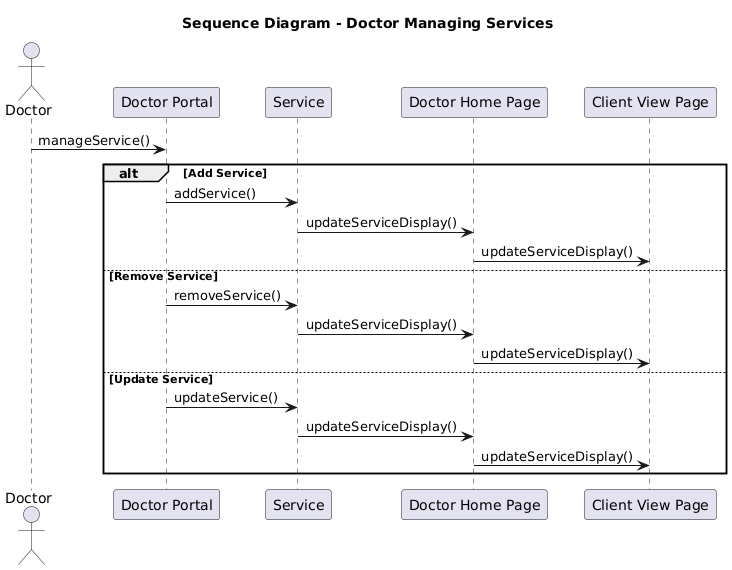 Sequence Diagram - Doctor Managing Services
Doctor
Doctor Portal
Service
Doctor Home Page
Client View Page
manageService()
alt
[Add Service]
addService()
updateServiceDisplay()
updateServiceDisplay()
[Remove Service]
removeService()
updateServiceDisplay()
updateServiceDisplay()
[Update Service]
updateService()
updateServiceDisplay()
updateServiceDisplay()
Doctor
Doctor Portal
Service
Doctor Home Page
Client View Page